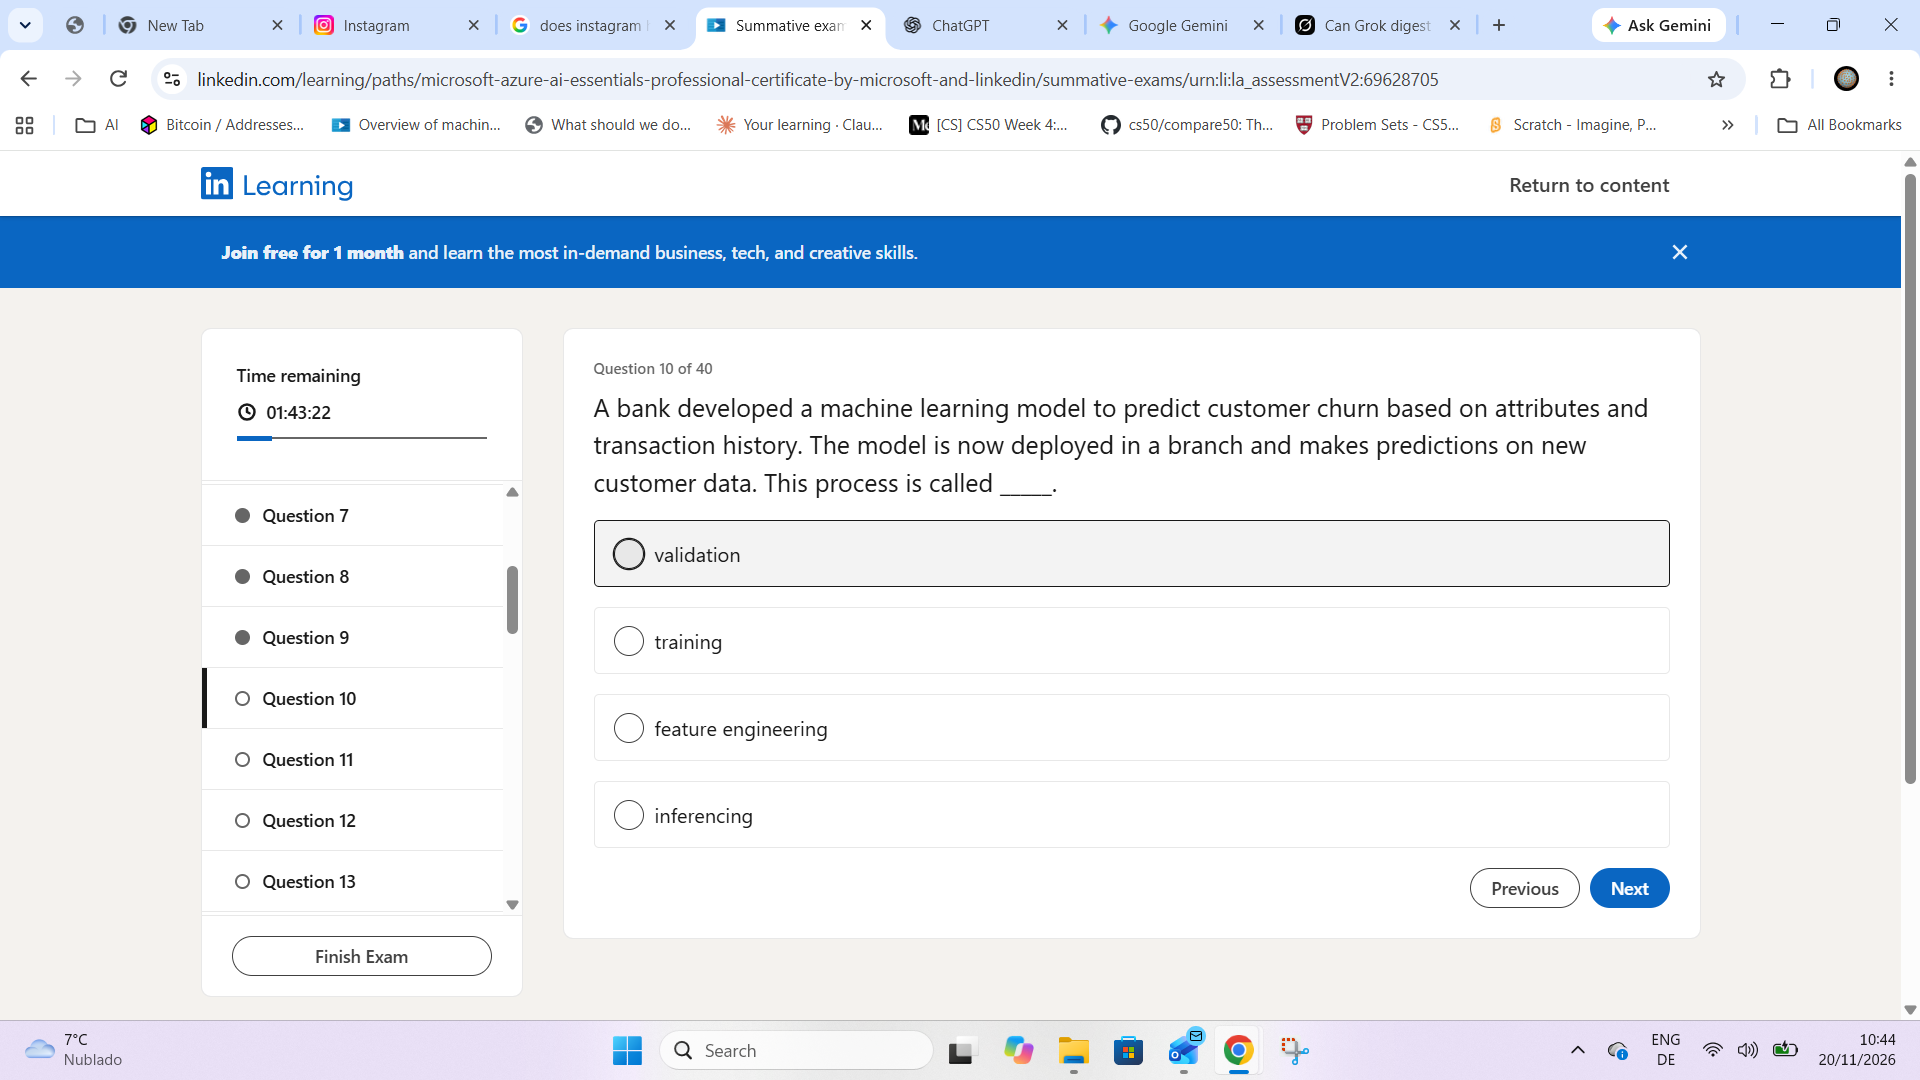 New Tab
Instagram
does instagram
Summative exam
ChatGPT
Google Gemini
Can Grok digest
Ask Gemini
linkedin.com/learning/paths/microsoft-azure-ai-essentials-professional-certificate-by-microsoft-and-linkedin/summative-exams/urn:li:la_assessmentV2:69628705
AI
Bitcoin / Addresses...
Overview of machin...
What should we do...
Your learning · Clau...
[CS] CS50 Week 4:...
cs50/compare50: Th...
Problem Sets - CS5...
Scratch - Imagine, P...
All Bookmarks
in Learning
Return to content
Join free for 1 month and learn the most in-demand business, tech, and creative skills.
Time remaining
01:43:22
Question 7
Question 8
Question 9
Question 10
Question 11
Question 12
Question 13
Finish Exam
Question 10 of 40
A bank developed a machine learning model to predict customer churn based on attributes and
transaction history. The model is now deployed in a branch and makes predictions on new
customer data. This process is called _____.
validation
training
feature engineering
inferencing
Previous
Next
7°C
Nublado
Search
ENG
DE
10:44
20/11/2026